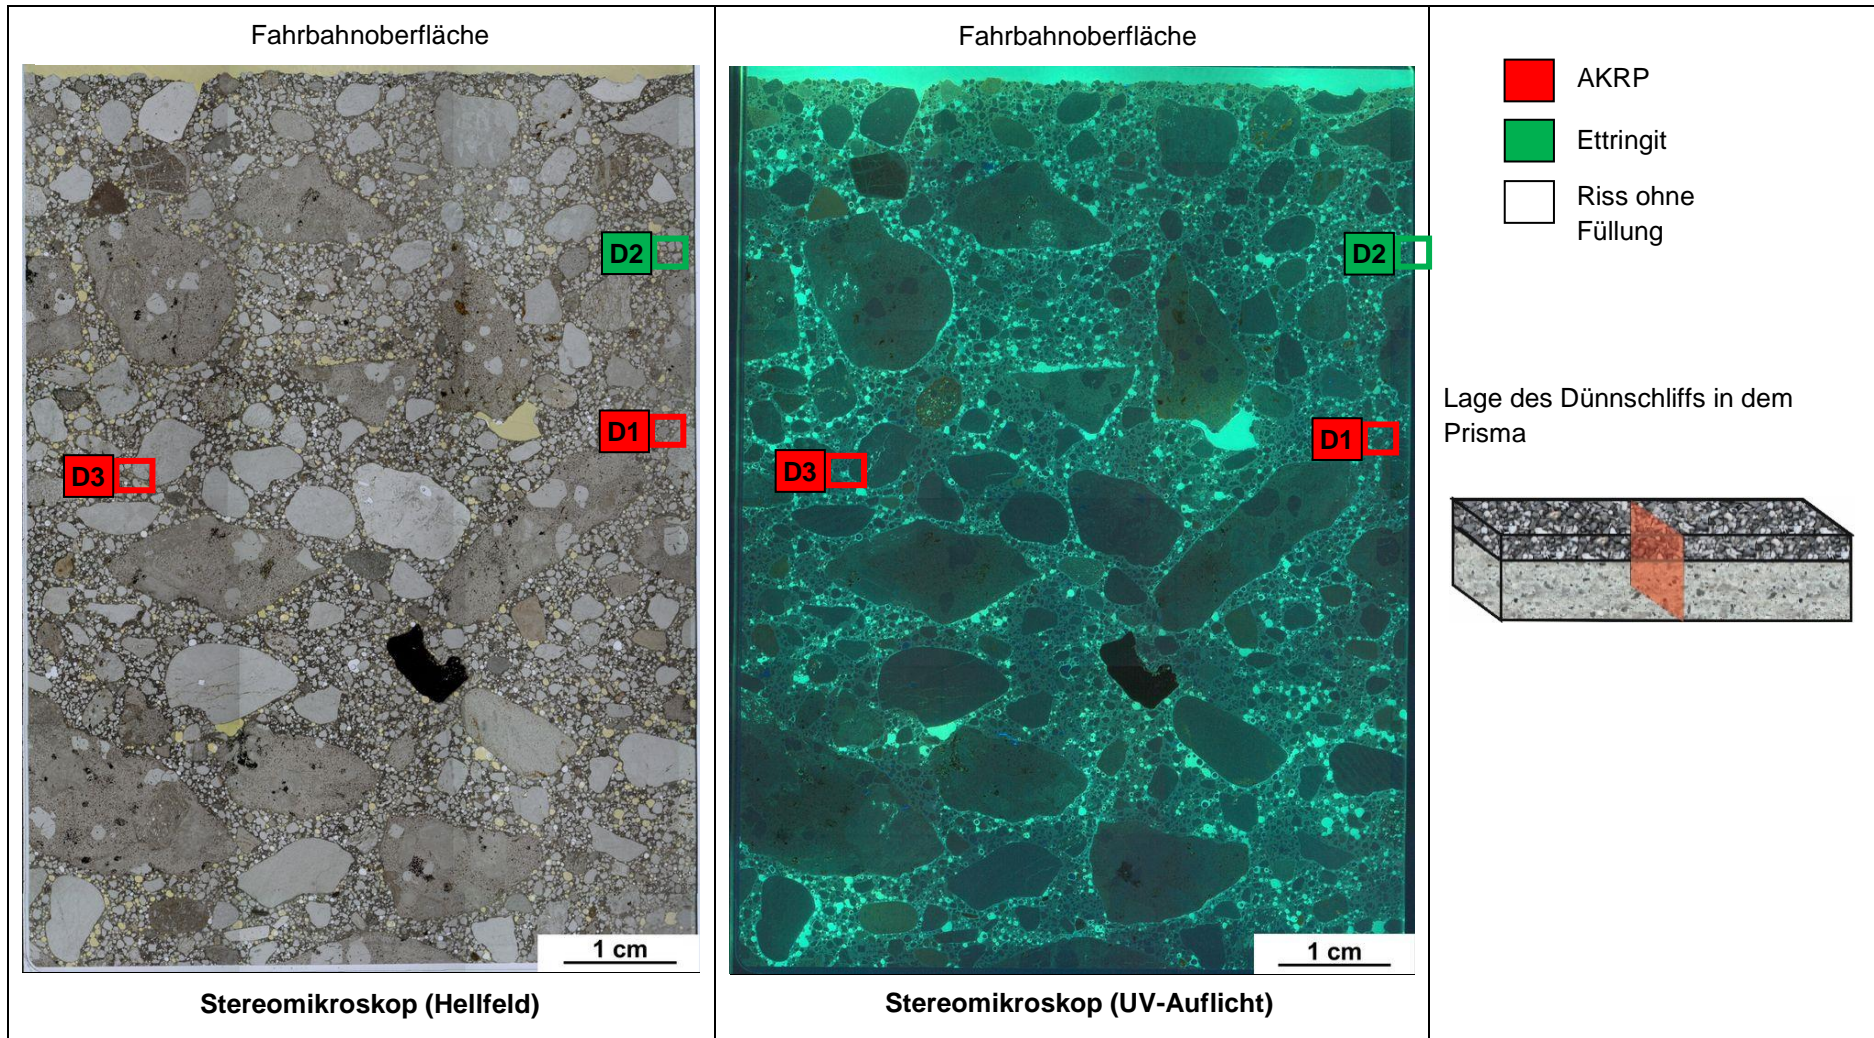 Fahrbahnoberfläche
D2
D1
D3
1 cm
Stereomikroskop (Hellfeld)
Fahrbahnoberfläche
D2
D1
D3
1 cm
Stereomikroskop (UV-Auflicht)
AKRP
Ettringit
Riss ohne
Füllung
Lage des Dünnschliffs in dem
Prisma